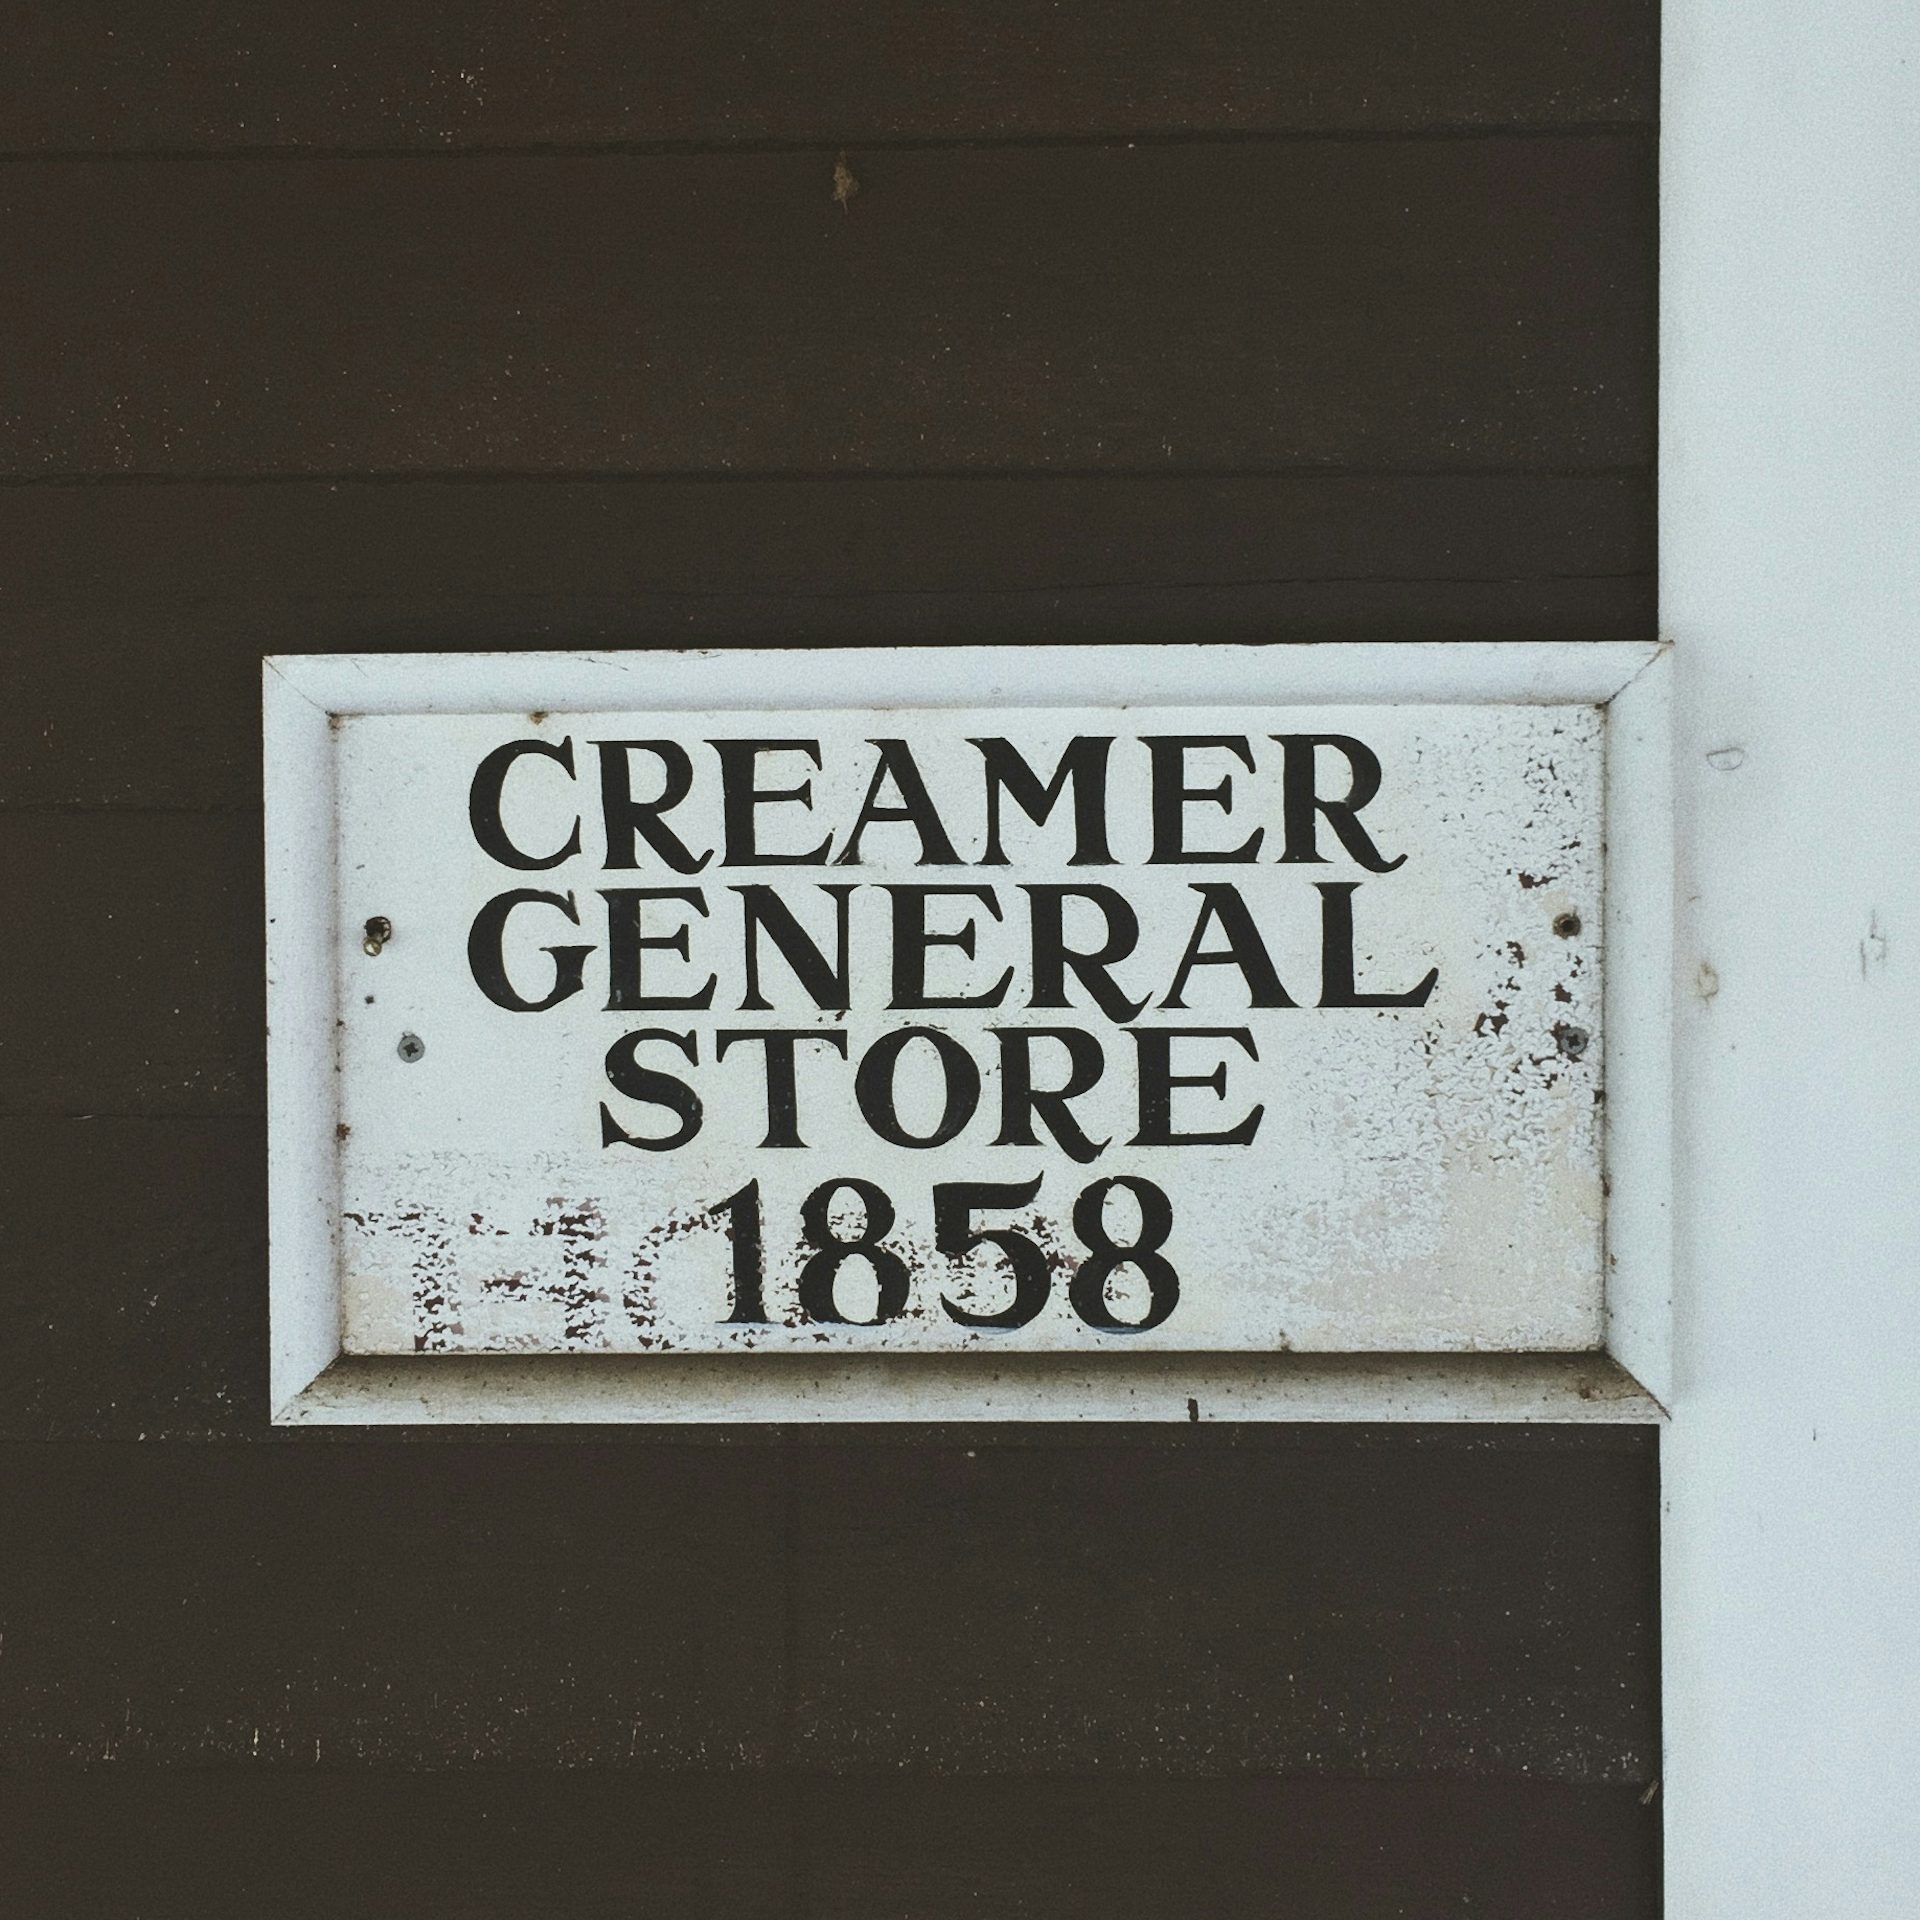 CREAMER
GENERAL
STORE
1858